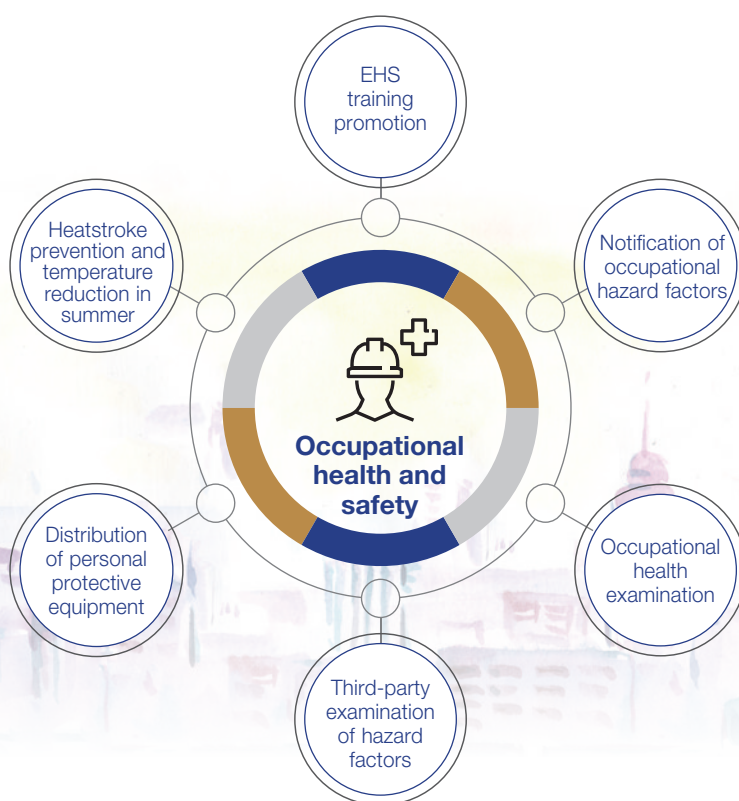 EHS
training
promotion
Notification of
occupational
hazard factors
Occupational
health
examination
Third-party
examination
of hazard
factors
Distribution
of personal
protective
equipment
Heatstroke
prevention and
temperature
reduction in
summer
Occupational
health and
safety